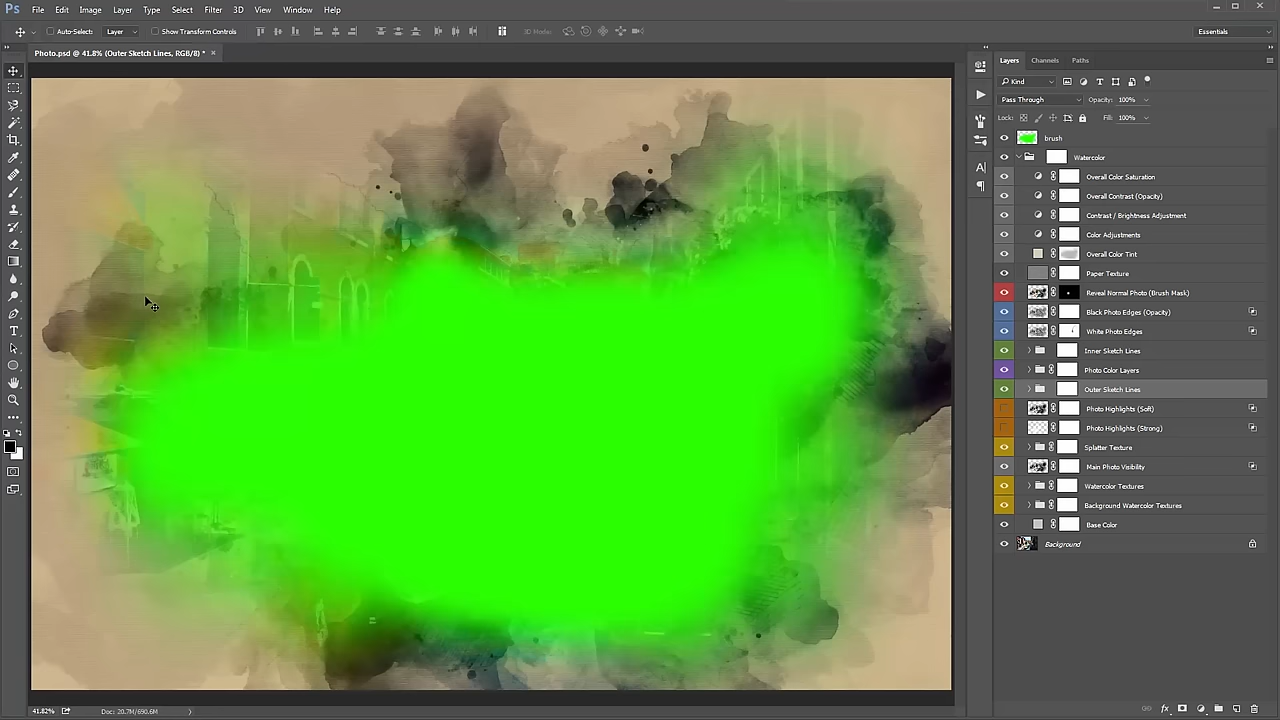 Ps File Edit Image Layer Type Select Filter 3D View Window Help
Auto-Select: Layer Show Transform Controls 3D Mode: Essentials
Photo.psd @ 41.8% (Outer Sketch Lines, RGB/8) * ×
Layers Channels Paths
Kind
Pass Through Opacity: 100%
Lock: Fill: 100%
brush
Watercolor
Overall Color Saturation
Overall Contrast (Opacity)
Contrast / Brightness Adjustment
Color Adjustments
Overall Color Tint
Paper Texture
Reveal Normal Photo (Brush Mask)
Black Photo Edges (Opacity)
White Photo Edges
Inner Sketch Lines
Photo Color Layers
Outer Sketch Lines
Photo Highlights (Soft)
Photo Highlights (Strong)
Splatter Texture
Main Photo Visibility
Watercolor Textures
Background Watercolor Textures
Base Color
Background
41.82% Doc: 20.7M/690.6M